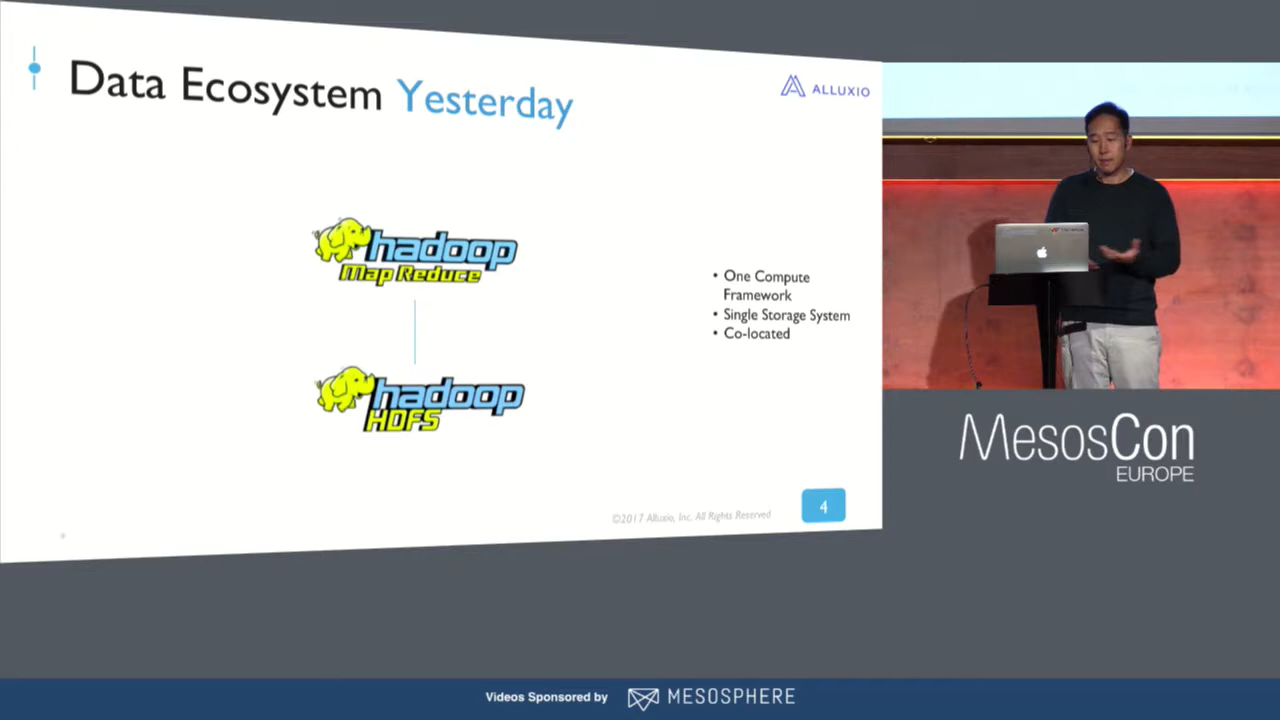 Data Ecosystem Yesterday
ALLUXIO
hadoop
Map Reduce
hadoop
HDFS
• One Compute
Framework
• Single Storage System
• Co-located
©2017 Alluxio, Inc. All Rights Reserved
4
MesosCon
EUROPE
Videos Sponsored by MESOSPHERE